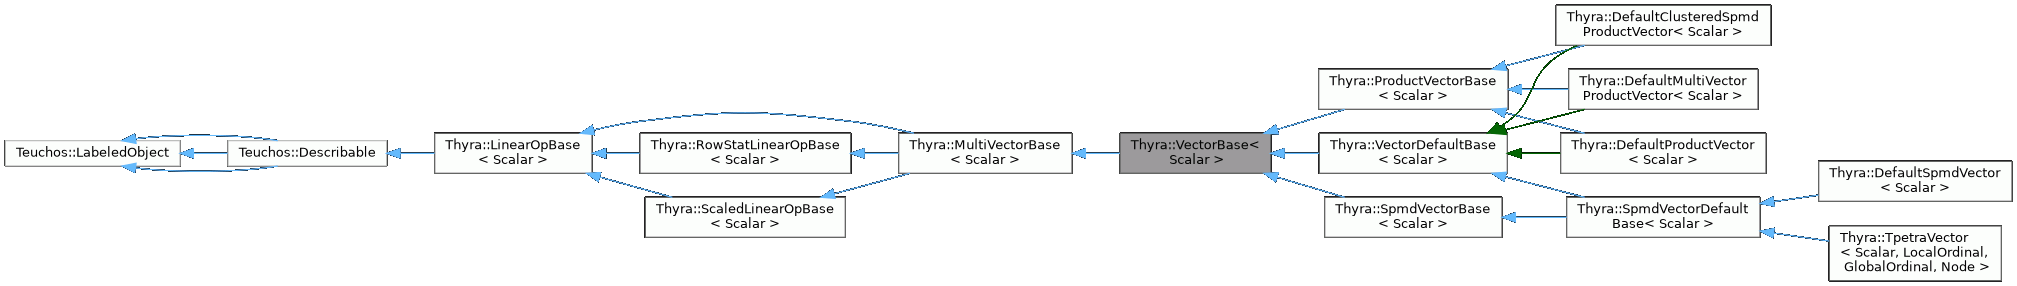 Teuchos::LabeledObject
Teuchos::Describable
Thyra::LinearOpBase
< Scalar >
Thyra::RowStatLinearOpBase
< Scalar >
Thyra::ScaledLinearOpBase
< Scalar >
Thyra::MultiVectorBase
< Scalar >
Thyra::VectorBase<
Scalar >
Thyra::ProductVectorBase
< Scalar >
Thyra::VectorDefaultBase
< Scalar >
Thyra::SpmdVectorBase
< Scalar >
Thyra::DefaultClusteredSpmd
ProductVector< Scalar >
Thyra::DefaultMultiVector
ProductVector< Scalar >
Thyra::DefaultProductVector
< Scalar >
Thyra::SpmdVectorDefault
Base< Scalar >
Thyra::DefaultSpmdVector
< Scalar >
Thyra::TpetraVector
< Scalar, LocalOrdinal,
GlobalOrdinal, Node >